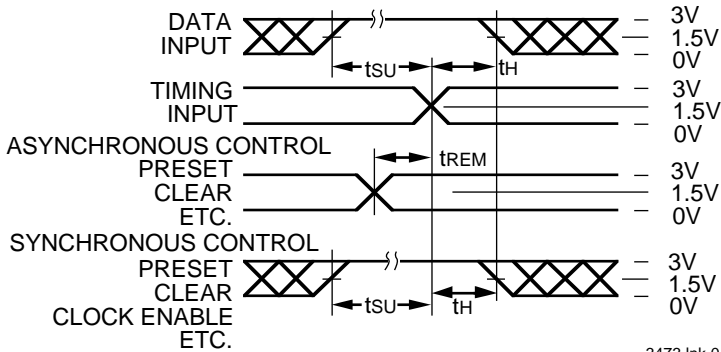 DATA
INPUT
3V
1.5V
0V
tSU
tH
TIMING
INPUT
3V
1.5V
0V
ASYNCHRONOUS CONTROL
PRESET
CLEAR
ETC.
tREM
3V
1.5V
0V
SYNCHRONOUS CONTROL
PRESET
CLEAR
CLOCK ENABLE
ETC.
tSU
tH
3V
1.5V
0V